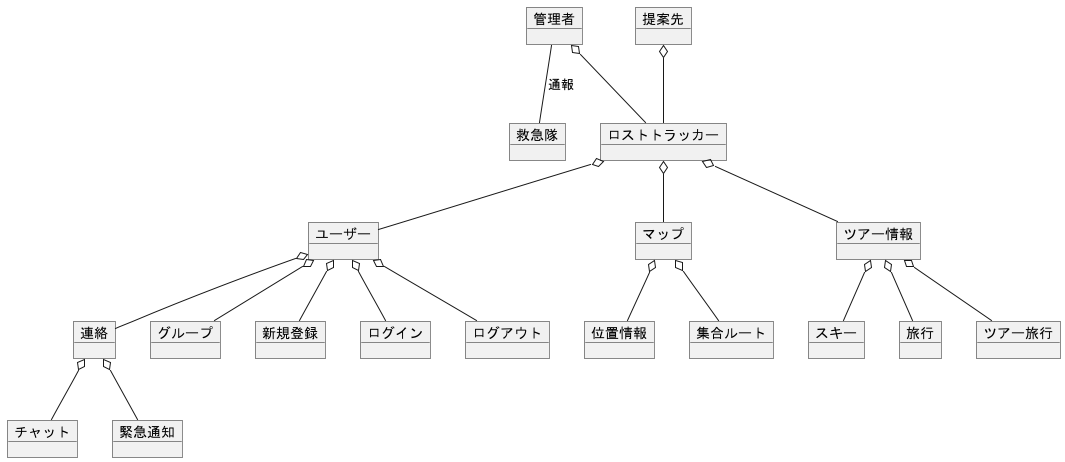 管理者
提案先
通報
救急隊
ロストトラッカー
ユーザー
マップ
ツアー情報
連絡
グループ
新規登録
ログイン
ログアウト
位置情報
集合ルート
スキー
旅行
ツアー旅行
チャット
緊急通知